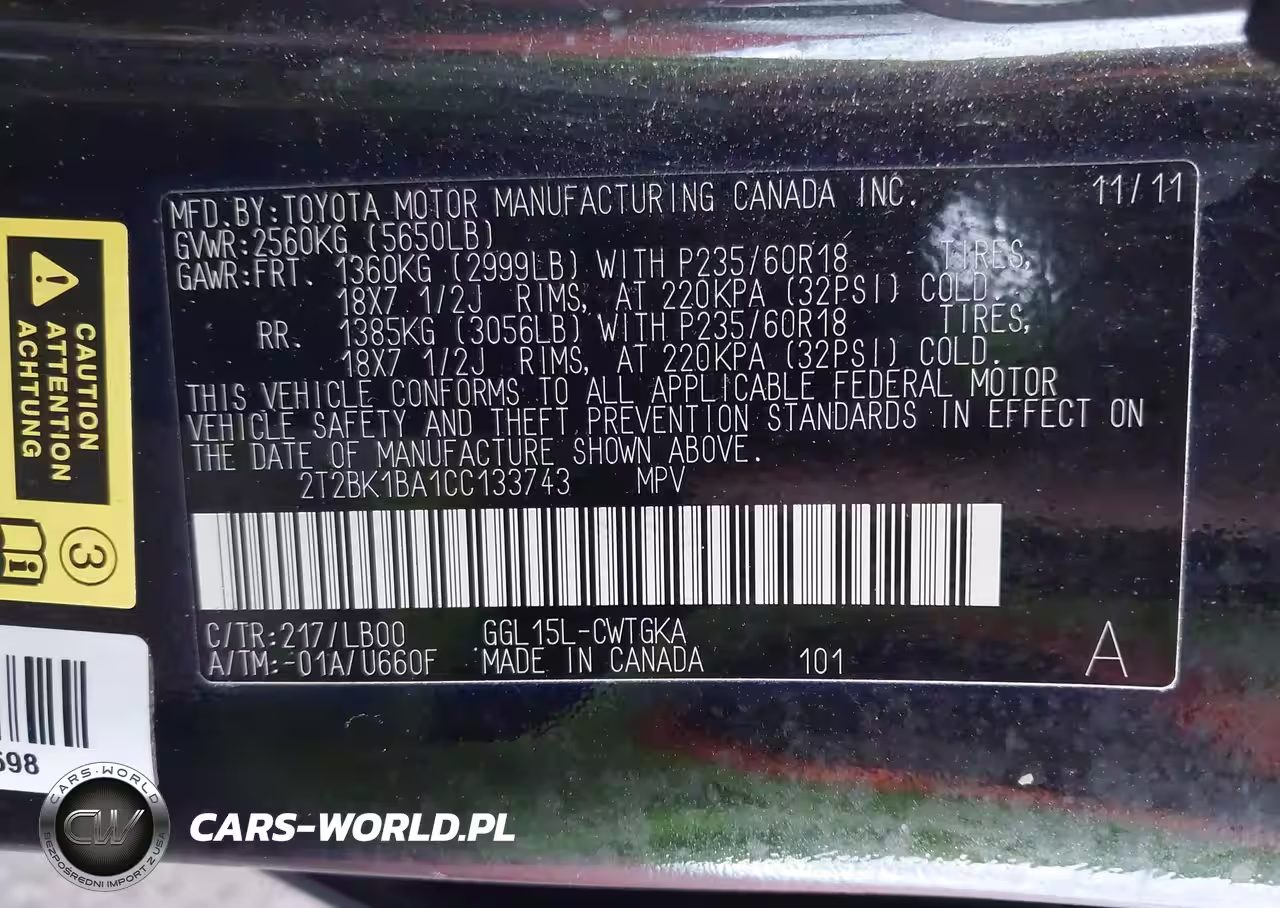 MFD.BY:TOYOTA MOTOR MANUFACTURING CANADA INC. 11/11
GVWR:2560KG (5650LB)
GAWR:FRT. 1360KG (2999LB) WITH P235/60R18 TIRES,
18X7 1/2J RIMS, AT 220KPA (32PSI) COLD.
RR. 1385KG (3056LB) WITH P235/60R18 TIRES,
18X7 1/2J RIMS, AT 220KPA (32PSI) COLD.
THIS VEHICLE CONFORMS TO ALL APPLICABLE FEDERAL MOTOR
VEHICLE SAFETY AND THEFT PREVENTION STANDARDS IN EFFECT ON
THE DATE OF MANUFACTURE SHOWN ABOVE.
2T2BK1BA1CC133743 MPV
C/TR:217/LB00 GGL15L-CWTGKA
A/TM:-01A/U660F MADE IN CANADA 101 A
CAUTION
ATTENTION
ACHTUNG
3
598
CARS-WORLD
CW
BEZPOŚREDNI IMPORT Z USA
CARS-WORLD.PL